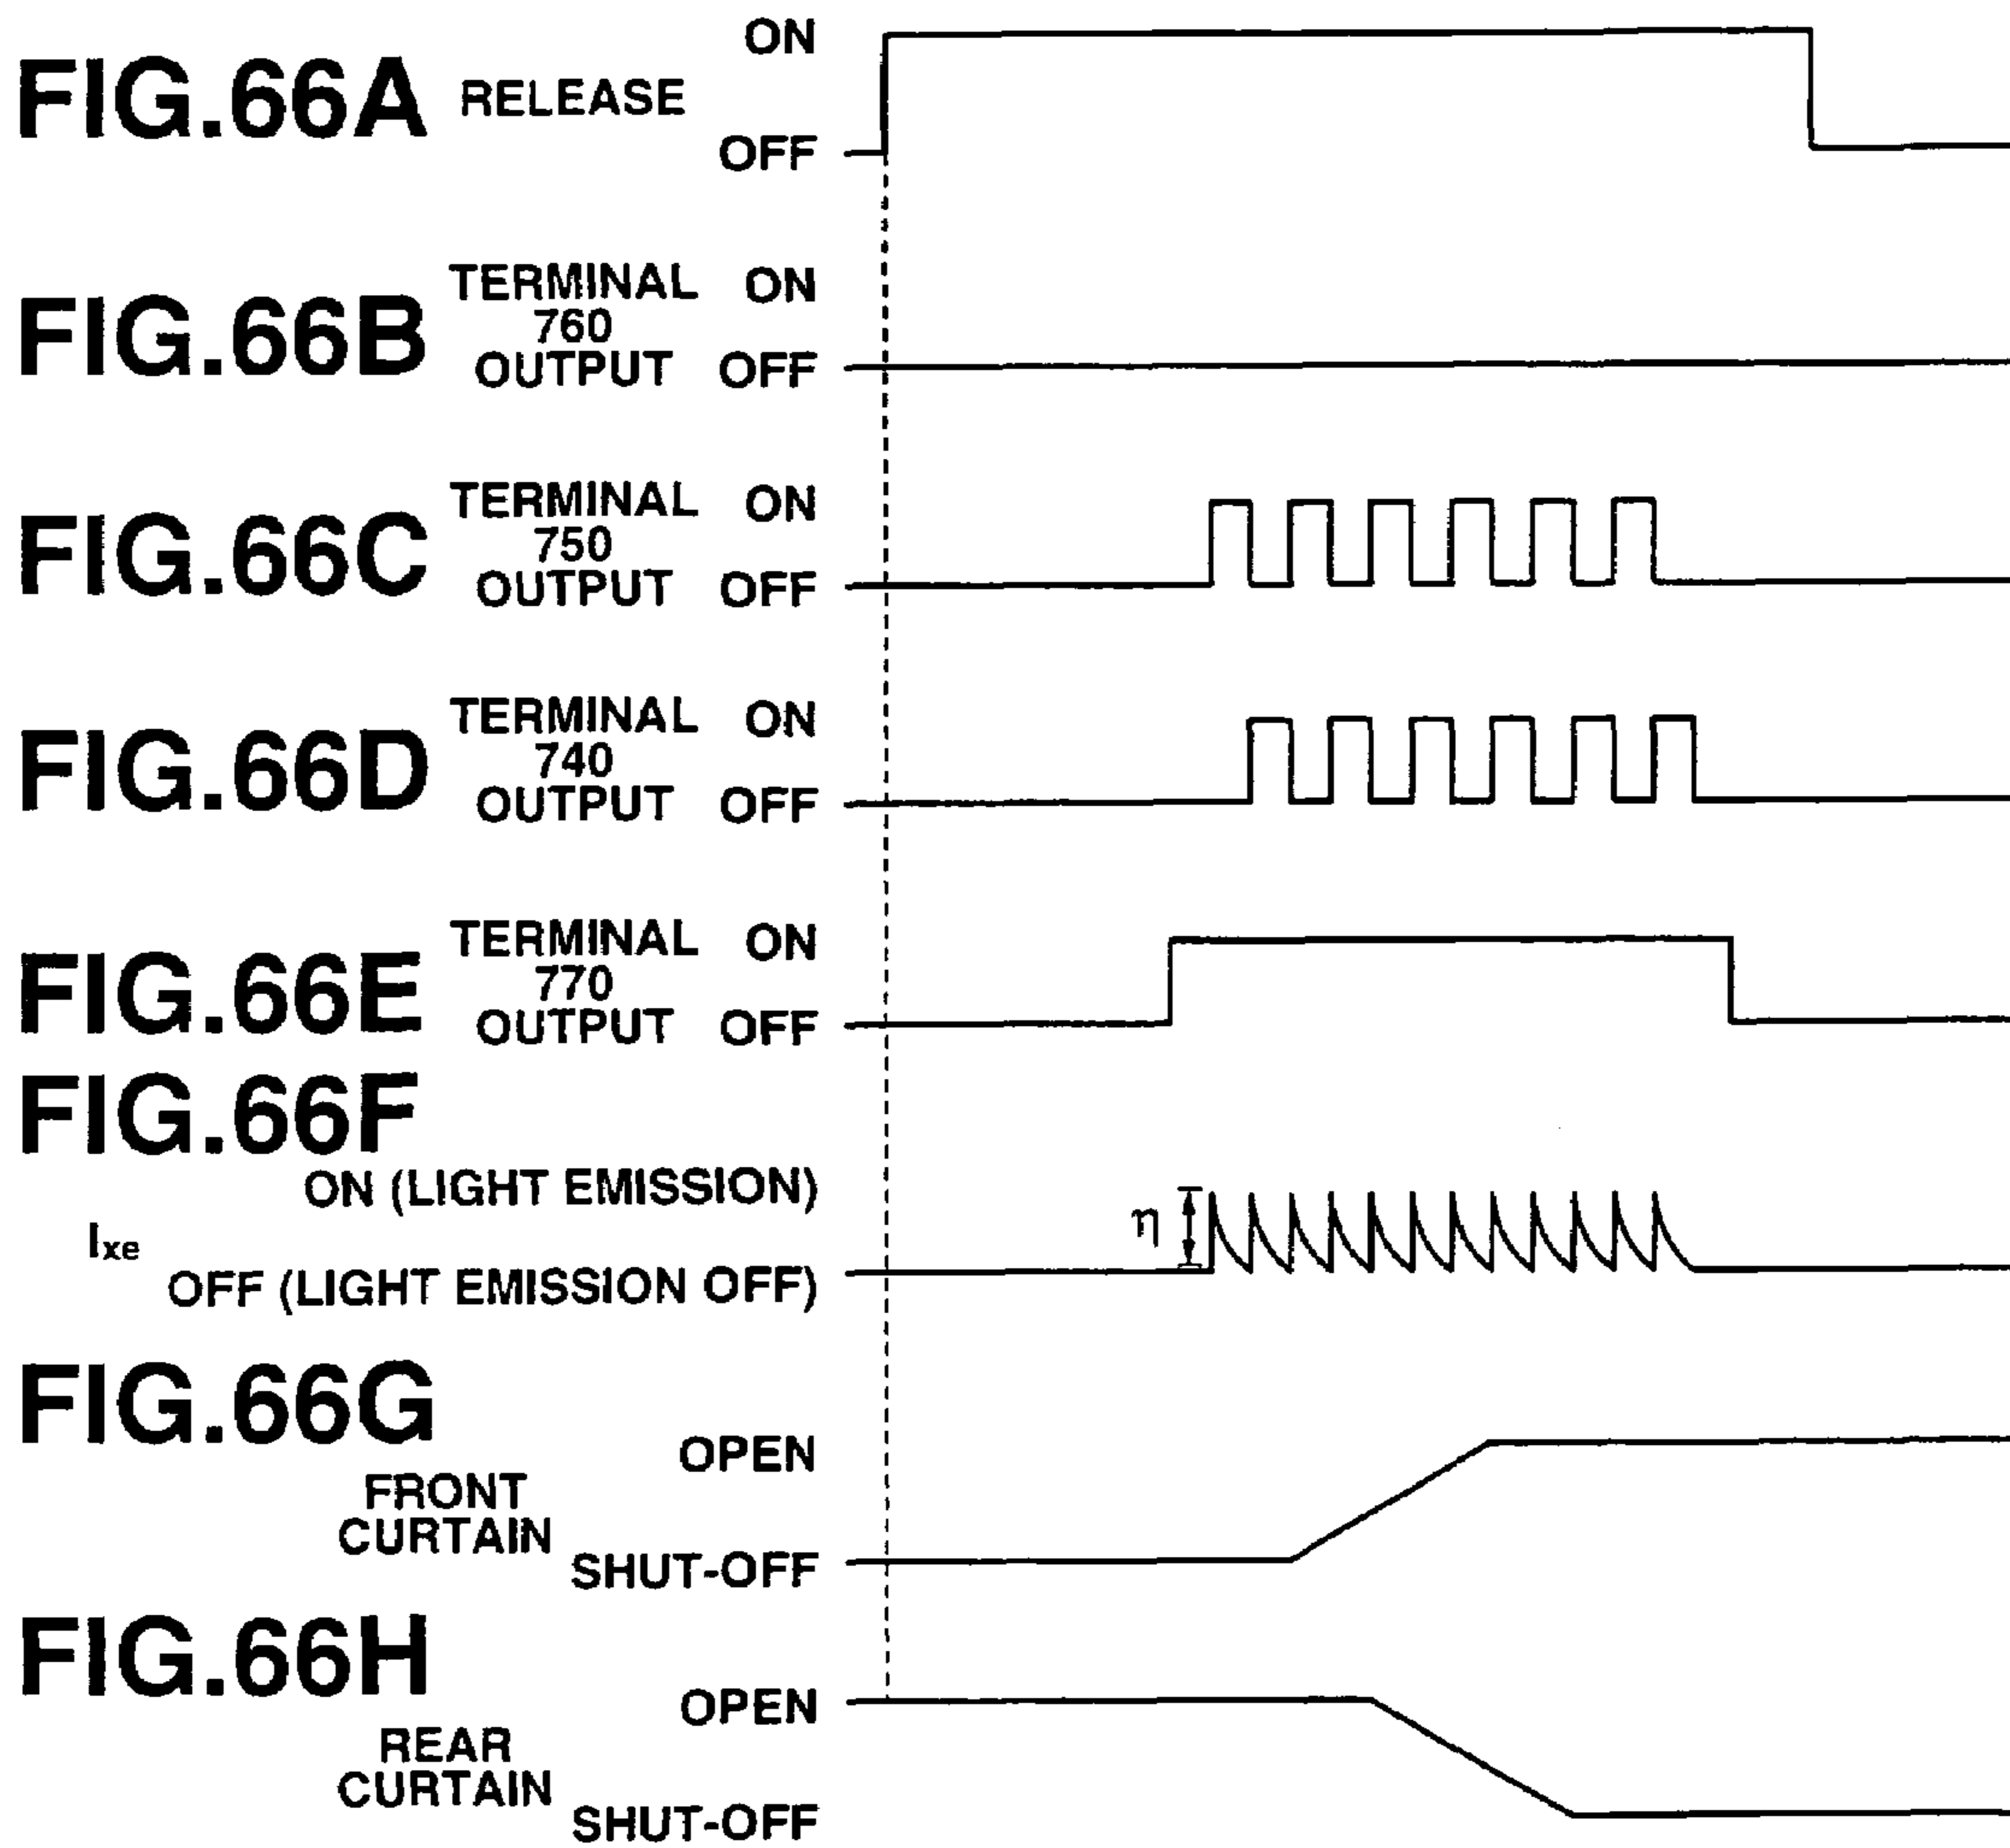 FIG.66A RELEASE ON
OFF
FIG.66B TERMINAL 760 OUTPUT ON
OFF
FIG.66C TERMINAL 750 OUTPUT ON
OFF
FIG.66D TERMINAL 740 OUTPUT ON
OFF
FIG.66E TERMINAL 770 OUTPUT ON
OFF
FIG.66F
ON (LIGHT EMISSION)
Ixe
η
OFF (LIGHT EMISSION OFF)
FIG.66G
OPEN
FRONT
CURTAIN
SHUT-OFF
FIG.66H
OPEN
REAR
CURTAIN
SHUT-OFF